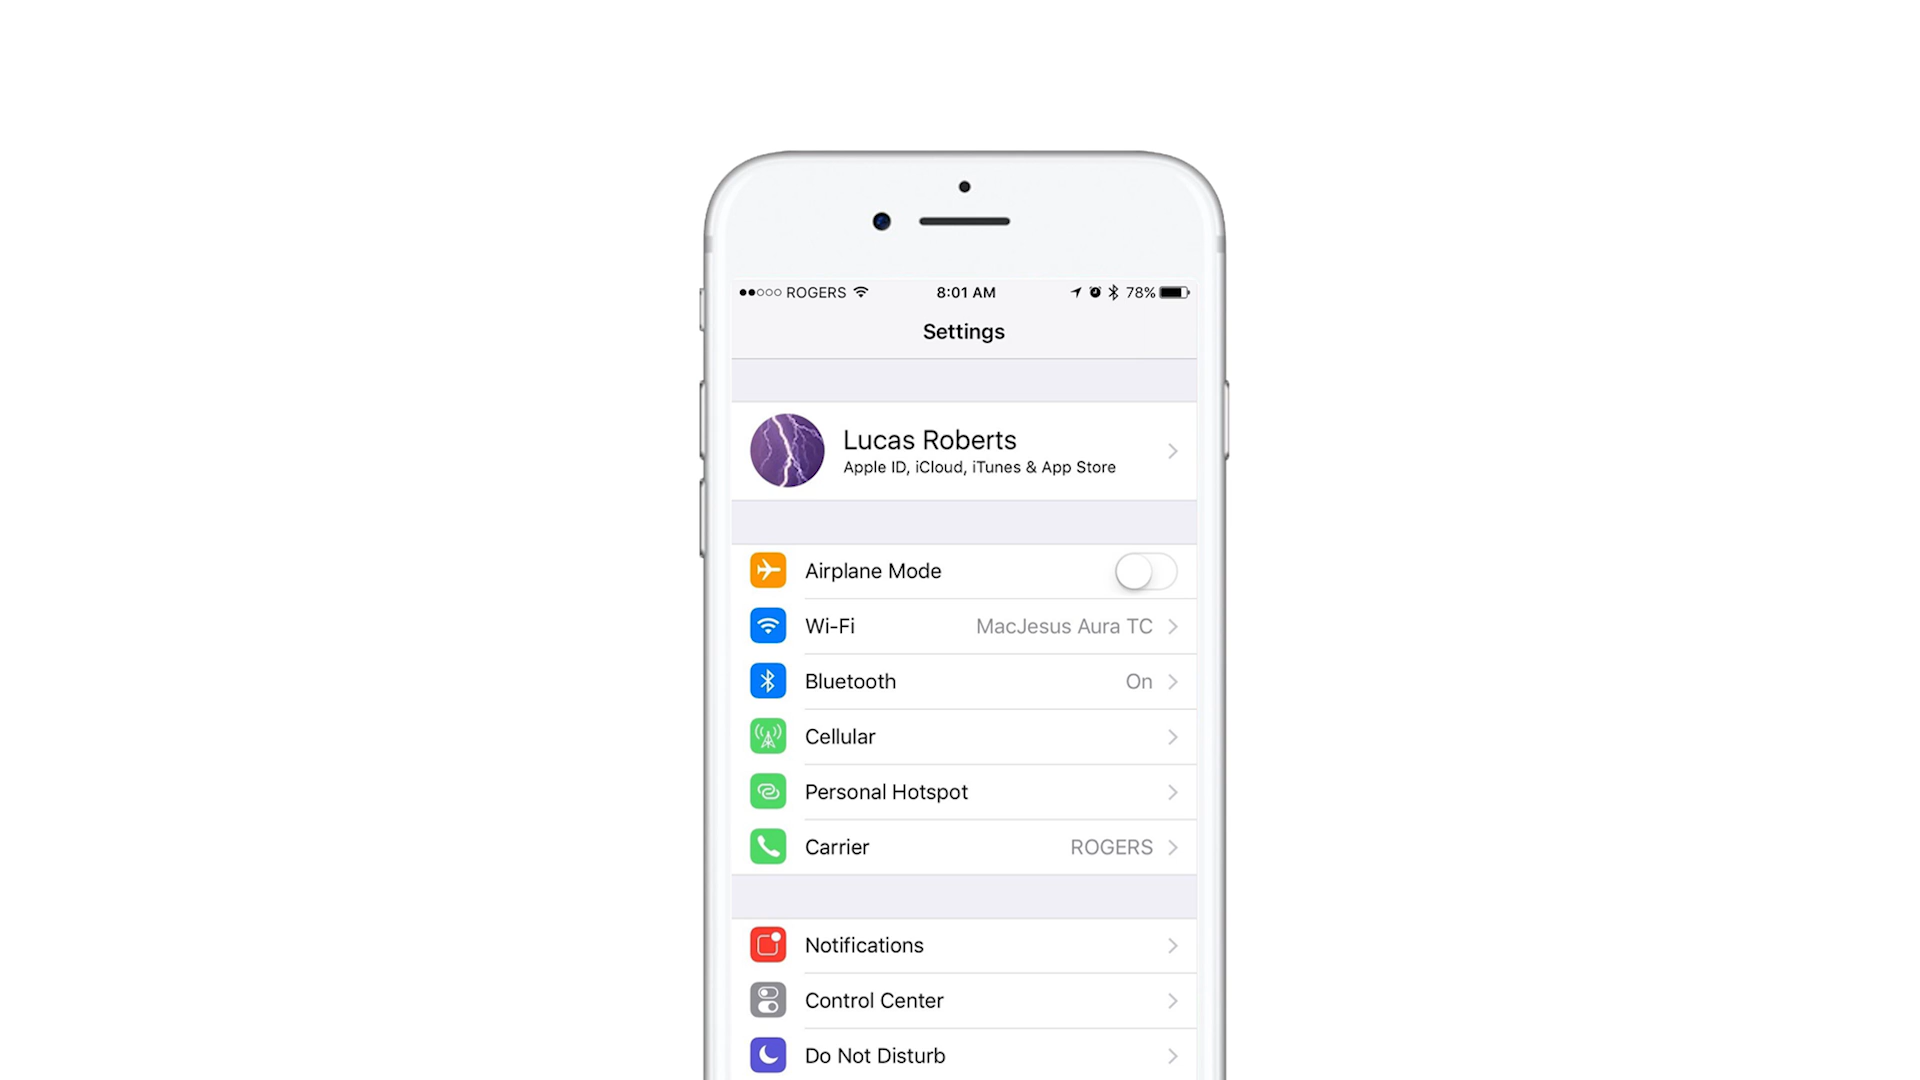 ROGERS 8:01 AM 78%
Settings
Lucas Roberts
Apple ID, iCloud, iTunes & App Store
Airplane Mode
Wi-Fi MacJesus Aura TC
Bluetooth On
Cellular
Personal Hotspot
Carrier ROGERS
Notifications
Control Center
Do Not Disturb